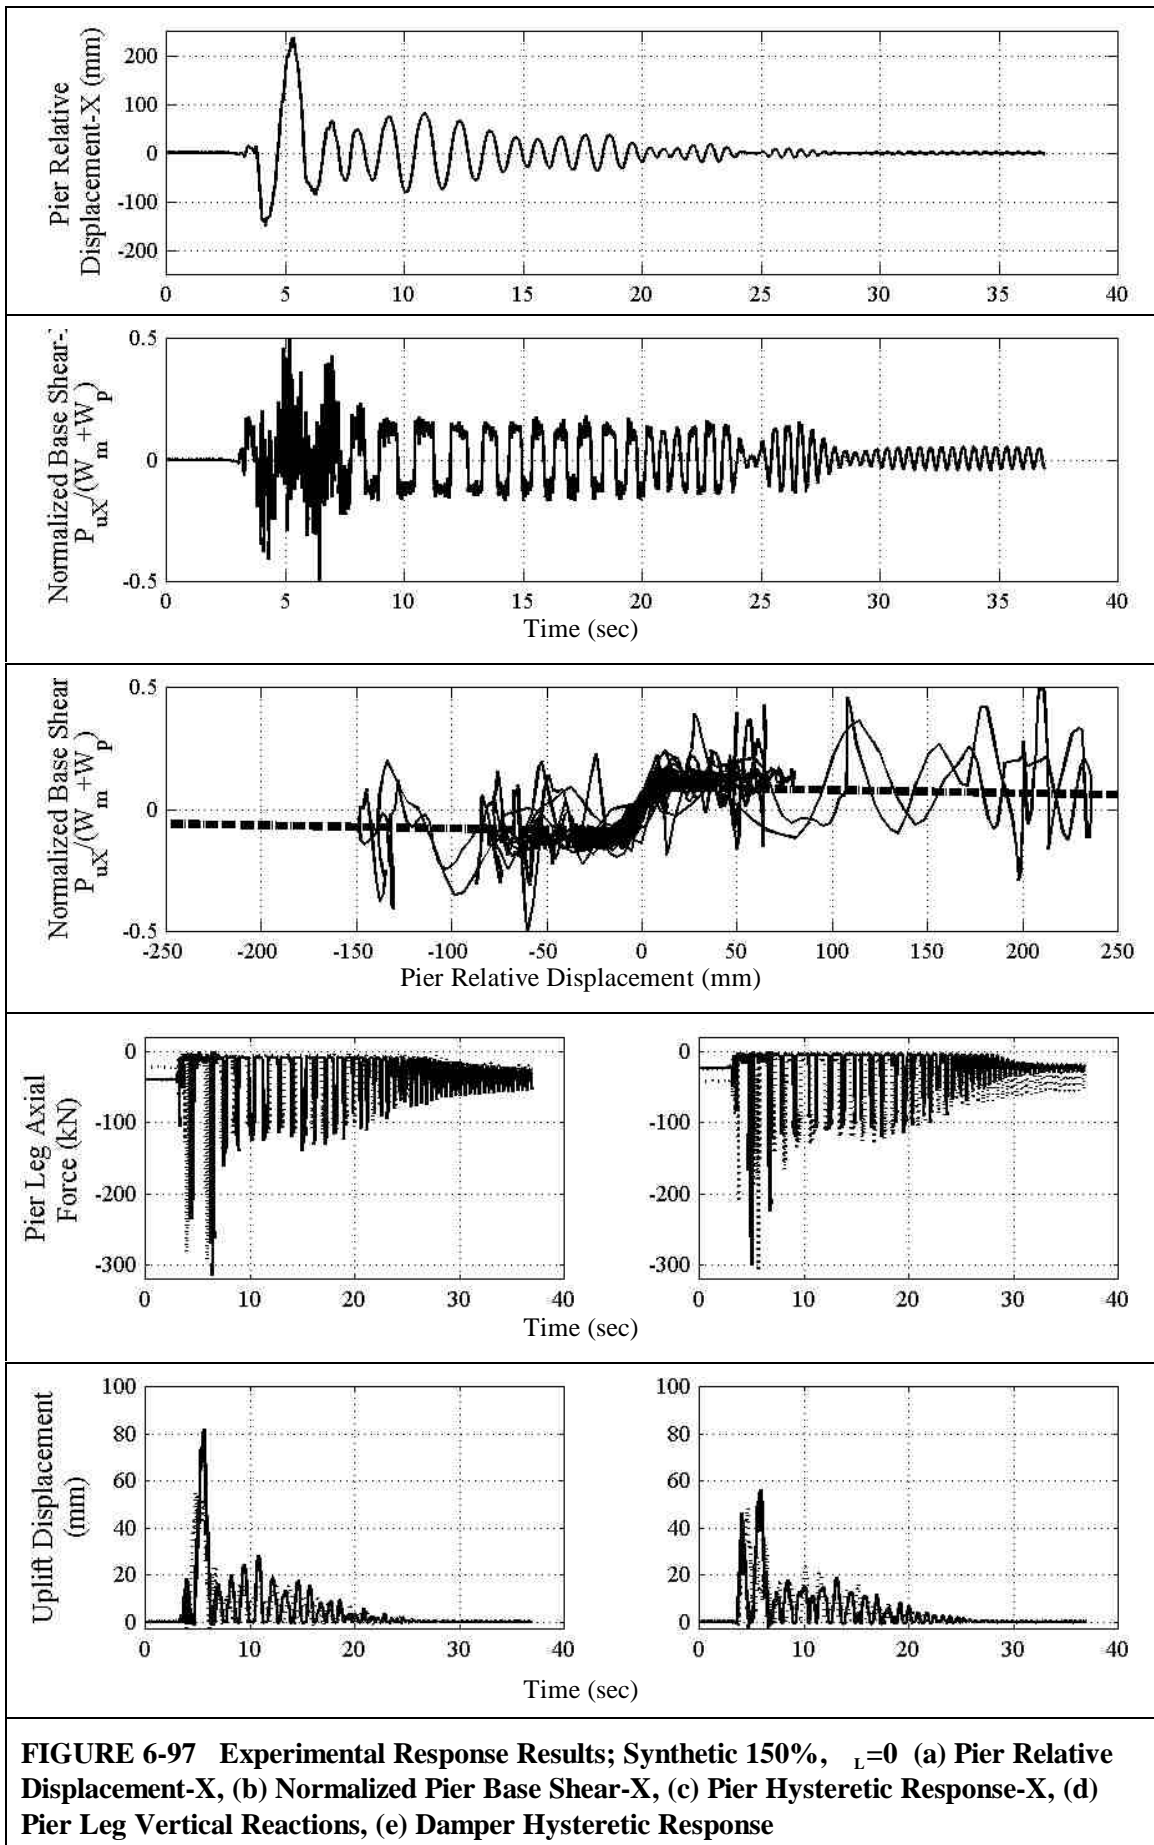 Pier Relative
Displacement-X (mm)
200
100
0
-100
-200
0 5 10 15 20 25 30 35 40
Normalized Base Shear-
P_uX/(W_m+W_p)
0.5
0
-0.5
0 5 10 15 20 25 30 35 40
Time (sec)
Normalized Base Shear
P_uX/(W_m+W_p)
0.5
0
-0.5
-250 -200 -150 -100 -50 0 50 100 150 200 250
Pier Relative Displacement (mm)
Pier Leg Axial
Force (kN)
0
-100
-200
-300
0 10 20 30 40
0
-100
-200
-300
0 10 20 30 40
Time (sec)
Uplift Displacement
(mm)
100
80
60
40
20
0
0 10 20 30 40
100
80
60
40
20
0
0 10 20 30 40
Time (sec)
FIGURE 6-97 Experimental Response Results; Synthetic 150%, L=0 (a) Pier Relative
Displacement-X, (b) Normalized Pier Base Shear-X, (c) Pier Hysteretic Response-X, (d)
Pier Leg Vertical Reactions, (e) Damper Hysteretic Response